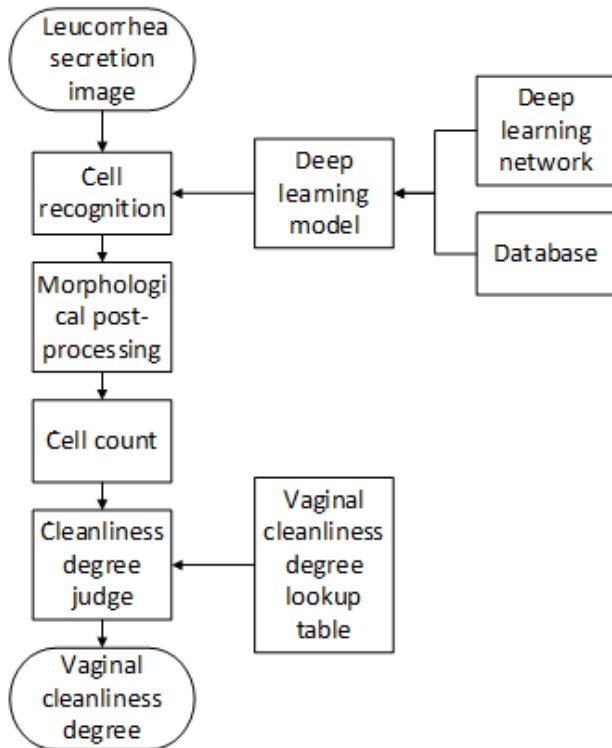 Leucorrhea
secretion
image
Deep
learning
network
Cell
recognition
Deep
learning
model
Database
Morphologi
cal post-
processing
Cell count
Cleanliness
degree
judge
Vaginal
cleanliness
degree
lookup
table
Vaginal
cleanliness
degree